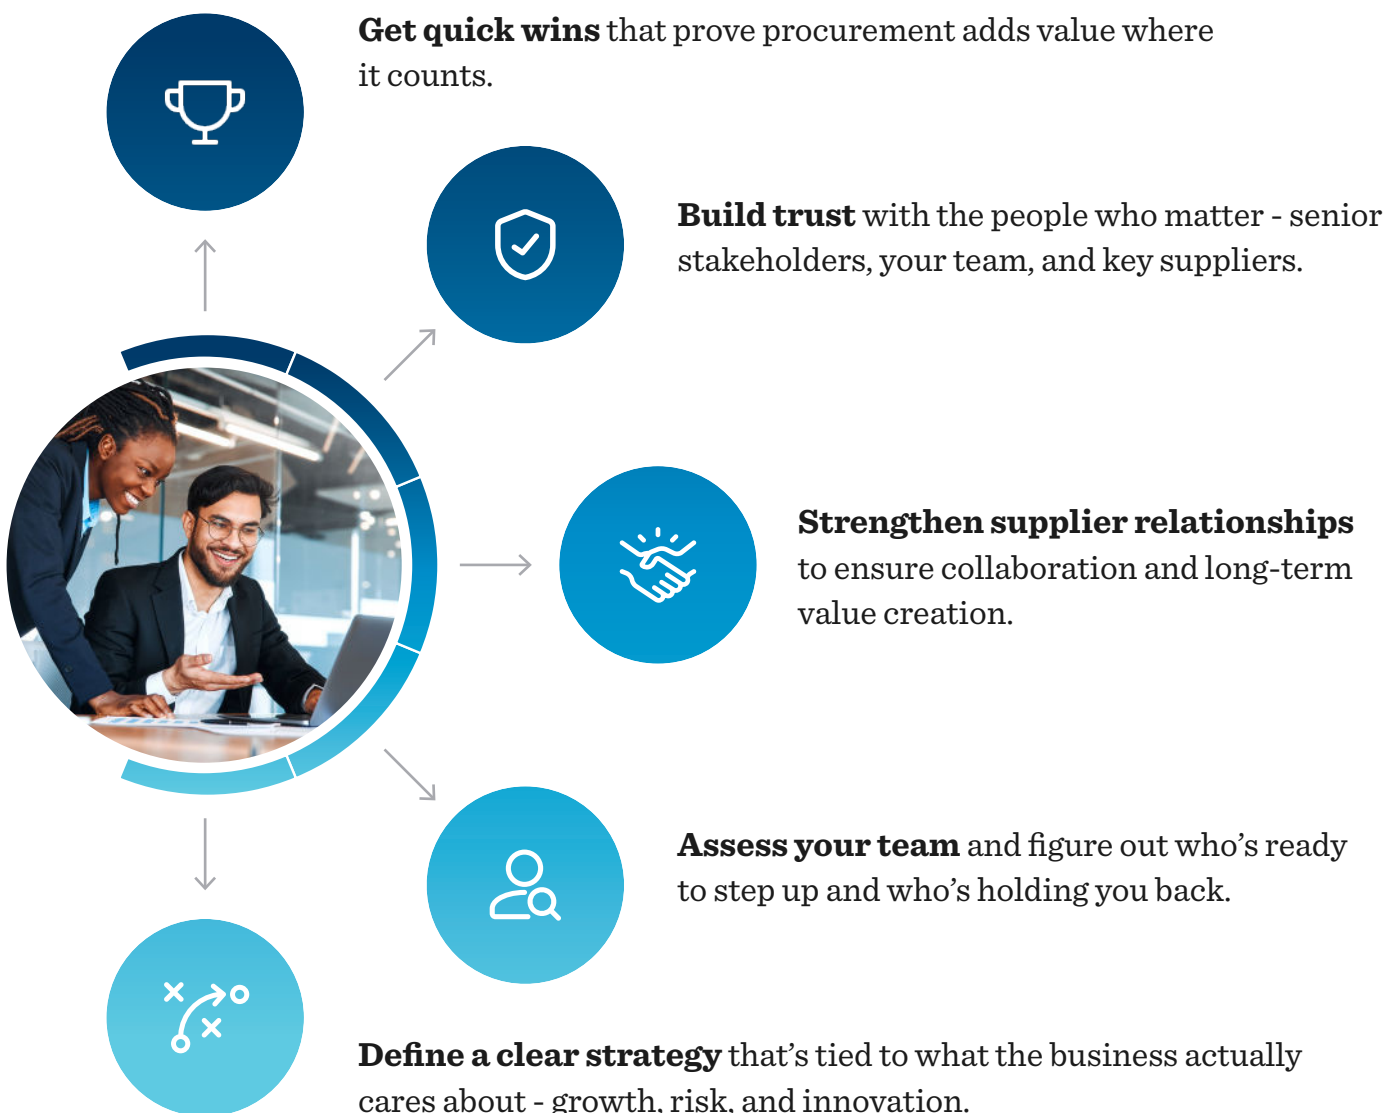 Get quick wins that prove procurement adds value where
it counts.
Build trust with the people who matter - senior
stakeholders, your team, and key suppliers.
Strengthen supplier relationships
to ensure collaboration and long-term
value creation.
Assess your team and figure out who’s ready
to step up and who’s holding you back.
Define a clear strategy that’s tied to what the business actually
cares about - growth, risk, and innovation.